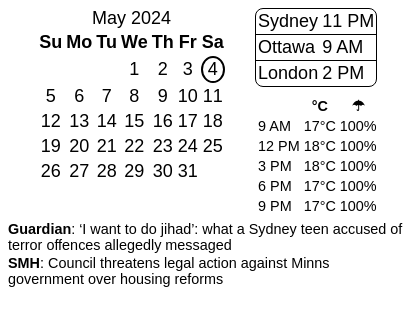 May 2024
Su Mo Tu We Th Fr Sa
1 2 3 4
5 6 7 8 9 10 11
12 13 14 15 16 17 18
19 20 21 22 23 24 25
26 27 28 29 30 31
Sydney 11 PM
Ottawa 9 AM
London 2 PM
°C ☂
9 AM 17°C 100%
12 PM 18°C 100%
3 PM 18°C 100%
6 PM 17°C 100%
9 PM 17°C 100%
Guardian: ‘I want to do jihad’: what a Sydney teen accused of
terror offences allegedly messaged
SMH: Council threatens legal action against Minns
government over housing reforms